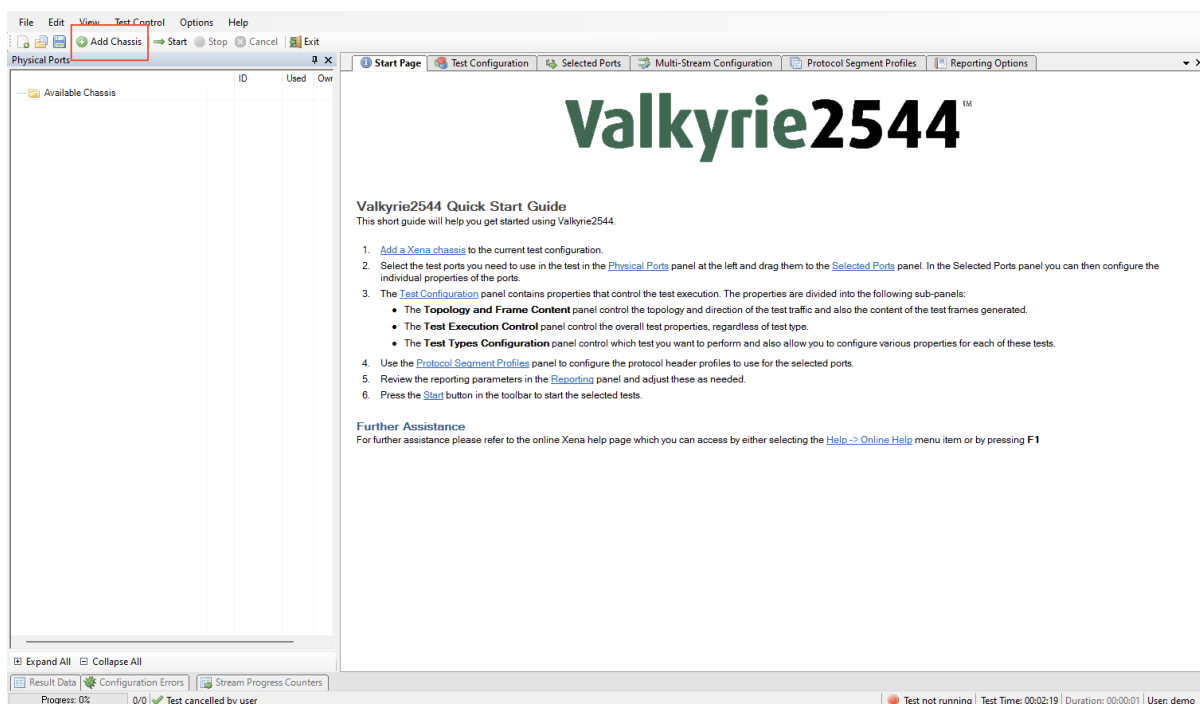 File Edit View Test Control Options Help
Add Chassis Start Stop Cancel Exit
Physical Ports
ID Used Own
Available Chassis
Expand All Collapse All
Start Page Test Configuration Selected Ports Multi-Stream Configuration Protocol Segment Profiles Reporting Options
Valkyrie2544™
Valkyrie2544 Quick Start Guide
This short guide will help you get started using Valkyrie2544.
1. Add a Xena chassis to the current test configuration.
2. Select the test ports you need to use in the test in the Physical Ports panel at the left and drag them to the Selected Ports panel. In the Selected Ports panel you can then configure the
individual properties of the ports.
3. The Test Configuration panel contains properties that control the test execution. The properties are divided into the following sub-panels:
• The Topology and Frame Content panel control the topology and direction of the test traffic and also the content of the test frames generated.
• The Test Execution Control panel control the overall test properties, regardless of test type.
• The Test Types Configuration panel control which test you want to perform and also allow you to configure various properties for each of these tests.
4. Use the Protocol Segment Profiles panel to configure the protocol header profiles to use for the selected ports.
5. Review the reporting parameters in the Reporting panel and adjust these as needed.
6. Press the Start button in the toolbar to start the selected tests.
Further Assistance
For further assistance please refer to the online Xena help page which you can access by either selecting the Help -> Online Help menu item or by pressing F1
Result Data Configuration Errors Stream Progress Counters
Progress: 0% 0/0 Test cancelled by user Test not running Test Time: 00:02:19 Duration: 00:00:01 User: demo